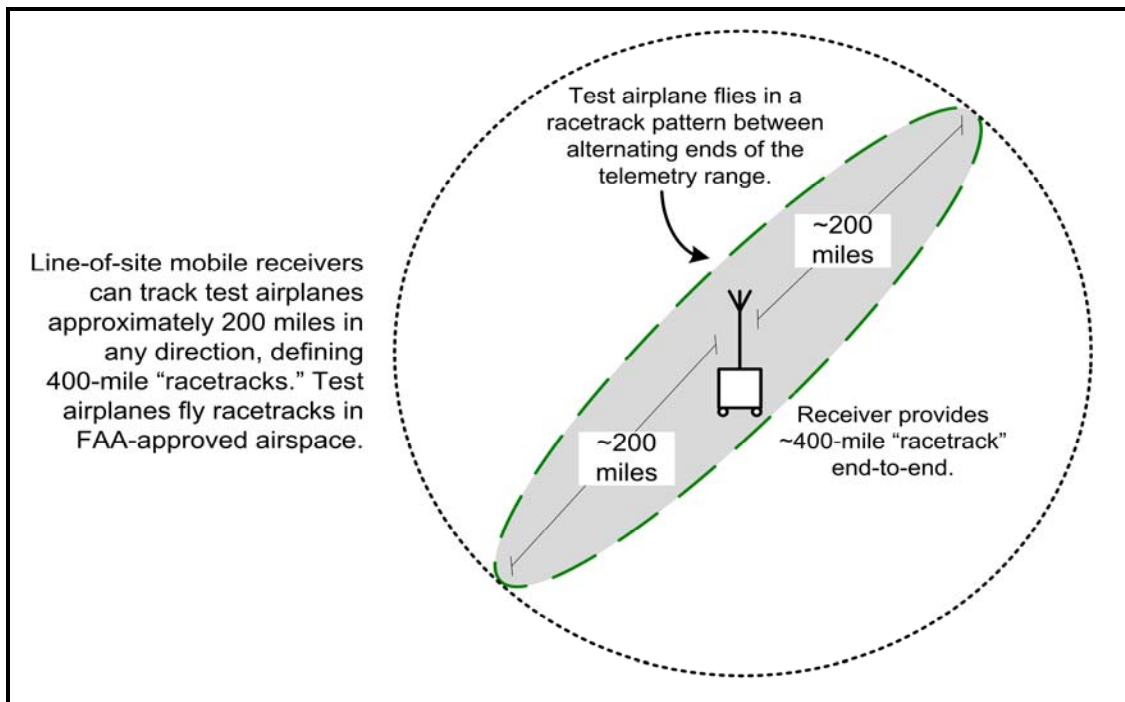 Test airplane flies in a
racetrack pattern between
alternating ends of the
telemetry range.
~200
miles
Line-of-site mobile receivers
can track test airplanes
approximately 200 miles in
any direction, defining
400-mile “racetracks.” Test
airplanes fly racetracks in
FAA-approved airspace.
~200
miles
Receiver provides
~400-mile “racetrack”
end-to-end.